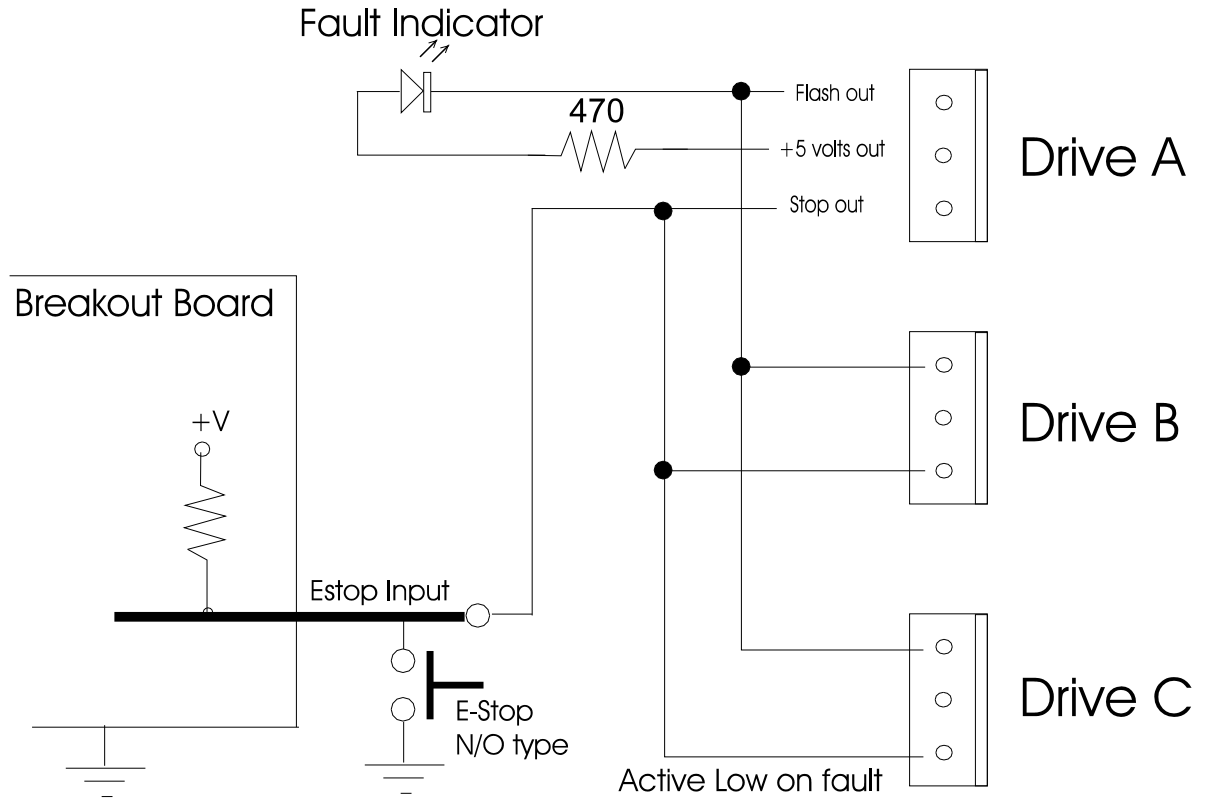 Fault Indicator
Flash out
470
+5 volts out
Drive A
Stop out
Breakout Board
+V
Drive B
Estop Input
E-Stop
N/O type
Drive C
Active Low on fault